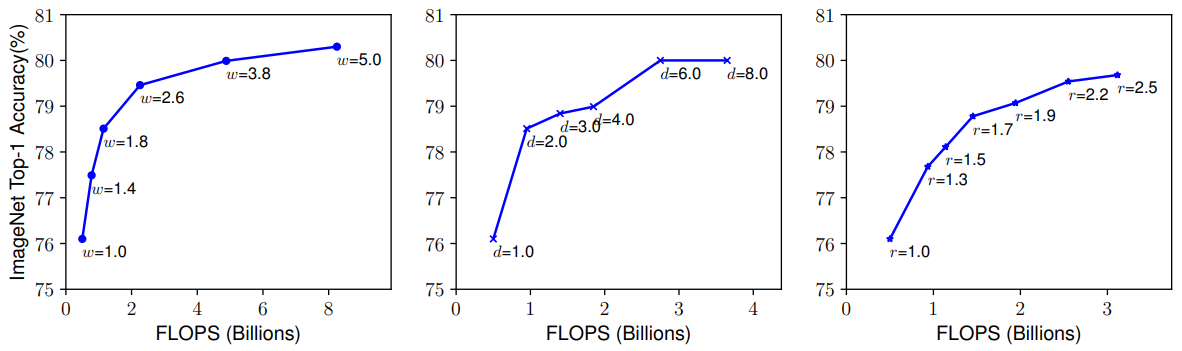 ImageNet Top-1 Accuracy(%)
81
80
79
78
77
76
75
w=1.0
w=1.4
w=1.8
w=2.6
w=3.8
w=5.0
0 2 4 6 8
FLOPS (Billions)
81
80
79
78
77
76
75
d=1.0
d=2.0
d=3.0
d=4.0
d=6.0
d=8.0
0 1 2 3 4
FLOPS (Billions)
81
80
79
78
77
76
75
r=1.0
r=1.3
r=1.5
r=1.7
r=1.9
r=2.2
r=2.5
0 1 2 3
FLOPS (Billions)